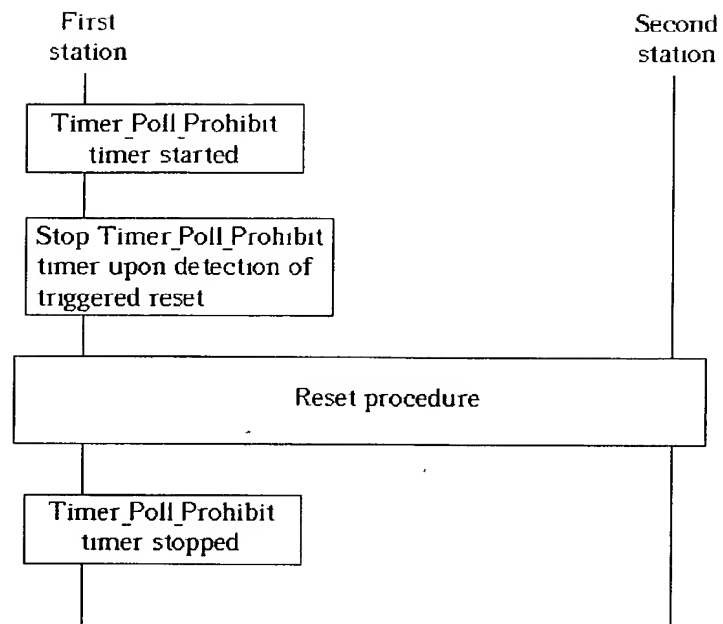 First
station
Second
station
Timer_Poll_Prohibit
timer started
Stop Timer_Poll_Prohibit
timer upon detection of
triggered reset
Reset procedure
Timer_Poll_Prohibit
timer stopped